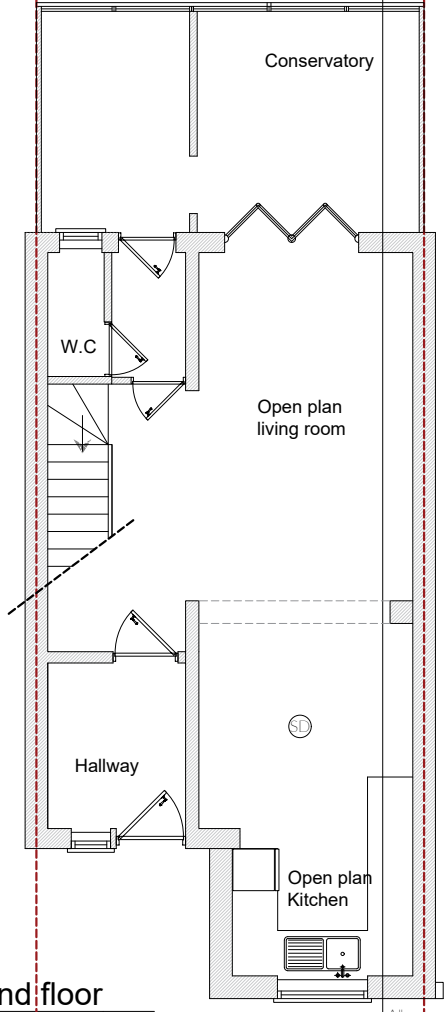 Conservatory
W.C
Open plan
living room
SD
Hallway
Open plan
Kitchen
nd floor